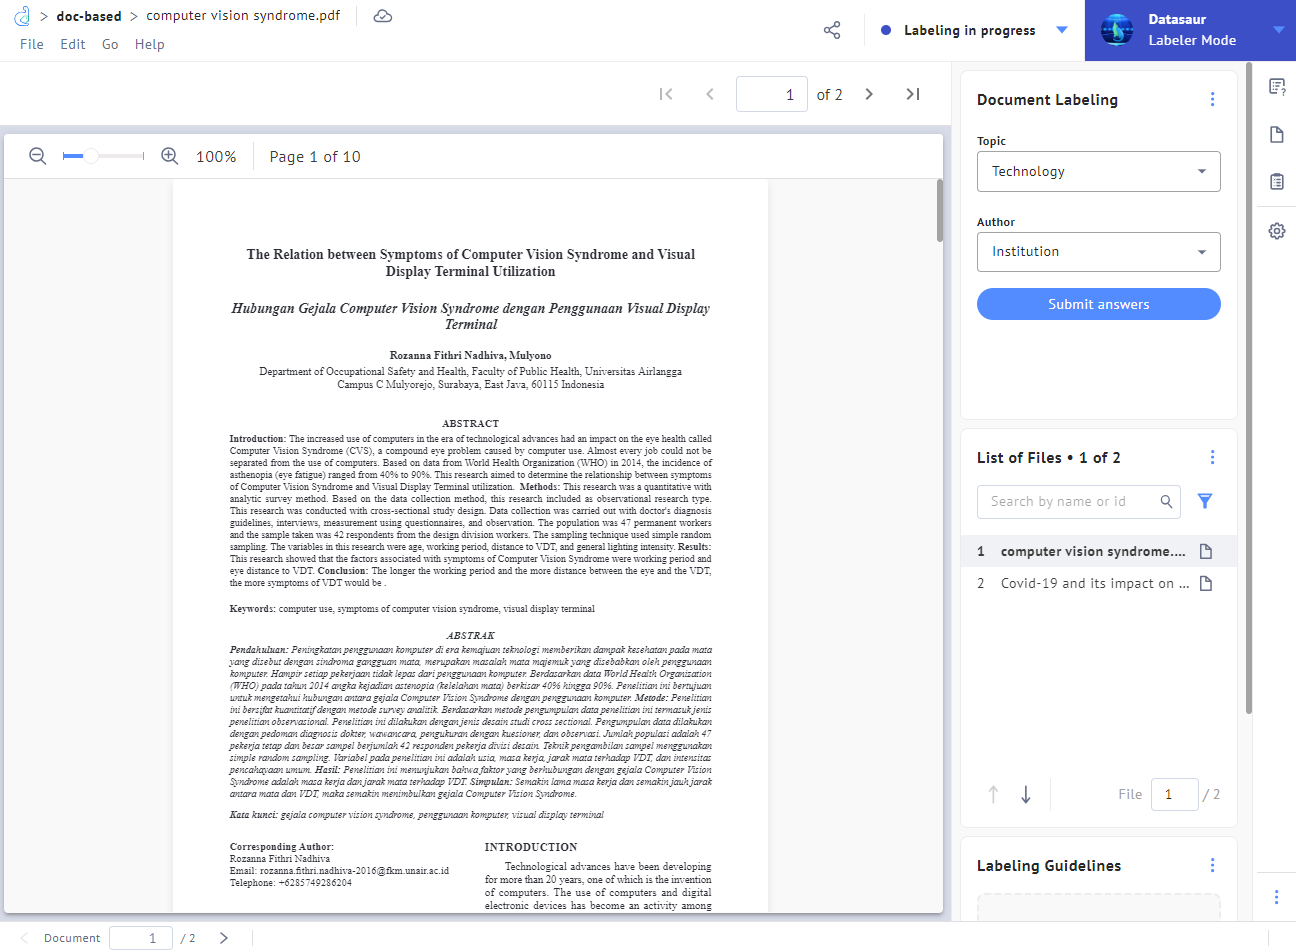 > doc-based > computer vision syndrome.pdf
File Edit Go Help
Labeling in progress
Datasaur
Labeler Mode
1 of 2
100% Page 1 of 10
The Relation between Symptoms of Computer Vision Syndrome and Visual
Display Terminal Utilization
Hubungan Gejala Computer Vision Syndrome dengan Penggunaan Visual Display
Terminal
Rozanna Fithri Nadhiva, Mulyono
Department of Occupational Safety and Health, Faculty of Public Health, Universitas Airlangga
Campus C Mulyorejo, Surabaya, East Java, 60115 Indonesia
ABSTRACT
Introduction: The increased use of computers in the era of technological advances had an impact on the eye health called
Computer Vision Syndrome (CVS), a compound eye problem caused by computer use. Almost every job could not be
separated from the use of computers. Based on data from World Health Organization (WHO) in 2014, the incidence of
asthenopia (eye fatigue) ranged from 40% to 90%. This research aimed to determine the relationship between symptoms
of Computer Vision Syndrome and Visual Display Terminal utilization. Methods: This research was a quantitative with
analytic survey method. Based on the data collection method, this research included as observational research type.
This research was conducted with cross-sectional study design. Data collection was carried out with doctor's diagnosis
guidelines, interviews, measurement using questionnaires, and observation. The population was 47 permanent workers
and the sample taken was 42 respondents from the design division workers. The sampling technique used simple random
sampling. The variables in this research were age, working period, distance to VDT, and general lighting intensity. Results:
This research showed that the factors associated with symptoms of Computer Vision Syndrome were working period and
eye distance to VDT. Conclusion: The longer the working period and the more distance between the eye and the VDT,
the more symptoms of VDT would be .
Keywords: computer use, symptoms of computer vision syndrome, visual display terminal
ABSTRAK
Pendahuluan: Peningkatan penggunaan komputer di era kemajuan teknologi memberikan dampak kesehatan pada mata
yang disebut dengan sindroma gangguan mata, merupakan masalah mata majemuk yang disebabkan oleh penggunaan
komputer. Hampir setiap pekerjaan tidak lepas dari penggunaan komputer. Berdasarkan data World Health Organization
(WHO) pada tahun 2014 angka kejadian astenopia (kelelahan mata) berkisar 40% hingga 90%. Penelitian ini bertujuan
untuk mengetahui hubungan antara gejala Computer Vision Syndrome dengan penggunaan komputer. Metode: Penelitian
ini bersifat kuantitatif dengan metode survey analitik. Berdasarkan metode pengumpulan data penelitian ini termasuk jenis
penelitian observasional. Penelitian ini dilakukan dengan jenis desain studi cross sectional. Pengumpulan data dilakukan
dengan pedoman diagnosis dokter, wawancara, pengukuran dengan kuesioner, dan observasi. Jumlah populasi adalah 47
pekerja tetap dan besar sampel berjumlah 42 responden pekerja divisi desain. Teknik pengambilan sampel menggunakan
simple random sampling. Variabel pada penelitian ini adalah usia, masa kerja, jarak mata terhadap VDT, dan intensitas
pencahayaan umum. Hasil: Penelitian ini menunjukan bahwa faktor yang berhubungan dengan gejala Computer Vision
Syndrome adalah masa kerja dan jarak mata terhadap VDT. Simpulan: Semakin lama masa kerja dan semakin jauh jarak
antara mata dan VDT, maka semakin menimbulkan gejala Computer Vision Syndrome.
Kata kunci: gejala computer vision syndrome, penggunaan komputer, visual display terminal
Corresponding Author:
Rozanna Fithri Nadhiva
Email: rozanna.fithri.nadhiva-2016@fkm.unair.ac.id
Telephone: +6285749286204
INTRODUCTION
Technological advances have been developing
for more than 20 years, one of which is the invention
of computers. The use of computers and digital
electronic devices has become an activity among
Document 1 / 2
Document Labeling
Topic
Technology
Author
Institution
Submit answers
List of Files • 1 of 2
Search by name or id
1 computer vision syndrome....
2 Covid-19 and its impact on ...
File 1 / 2
Labeling Guidelines